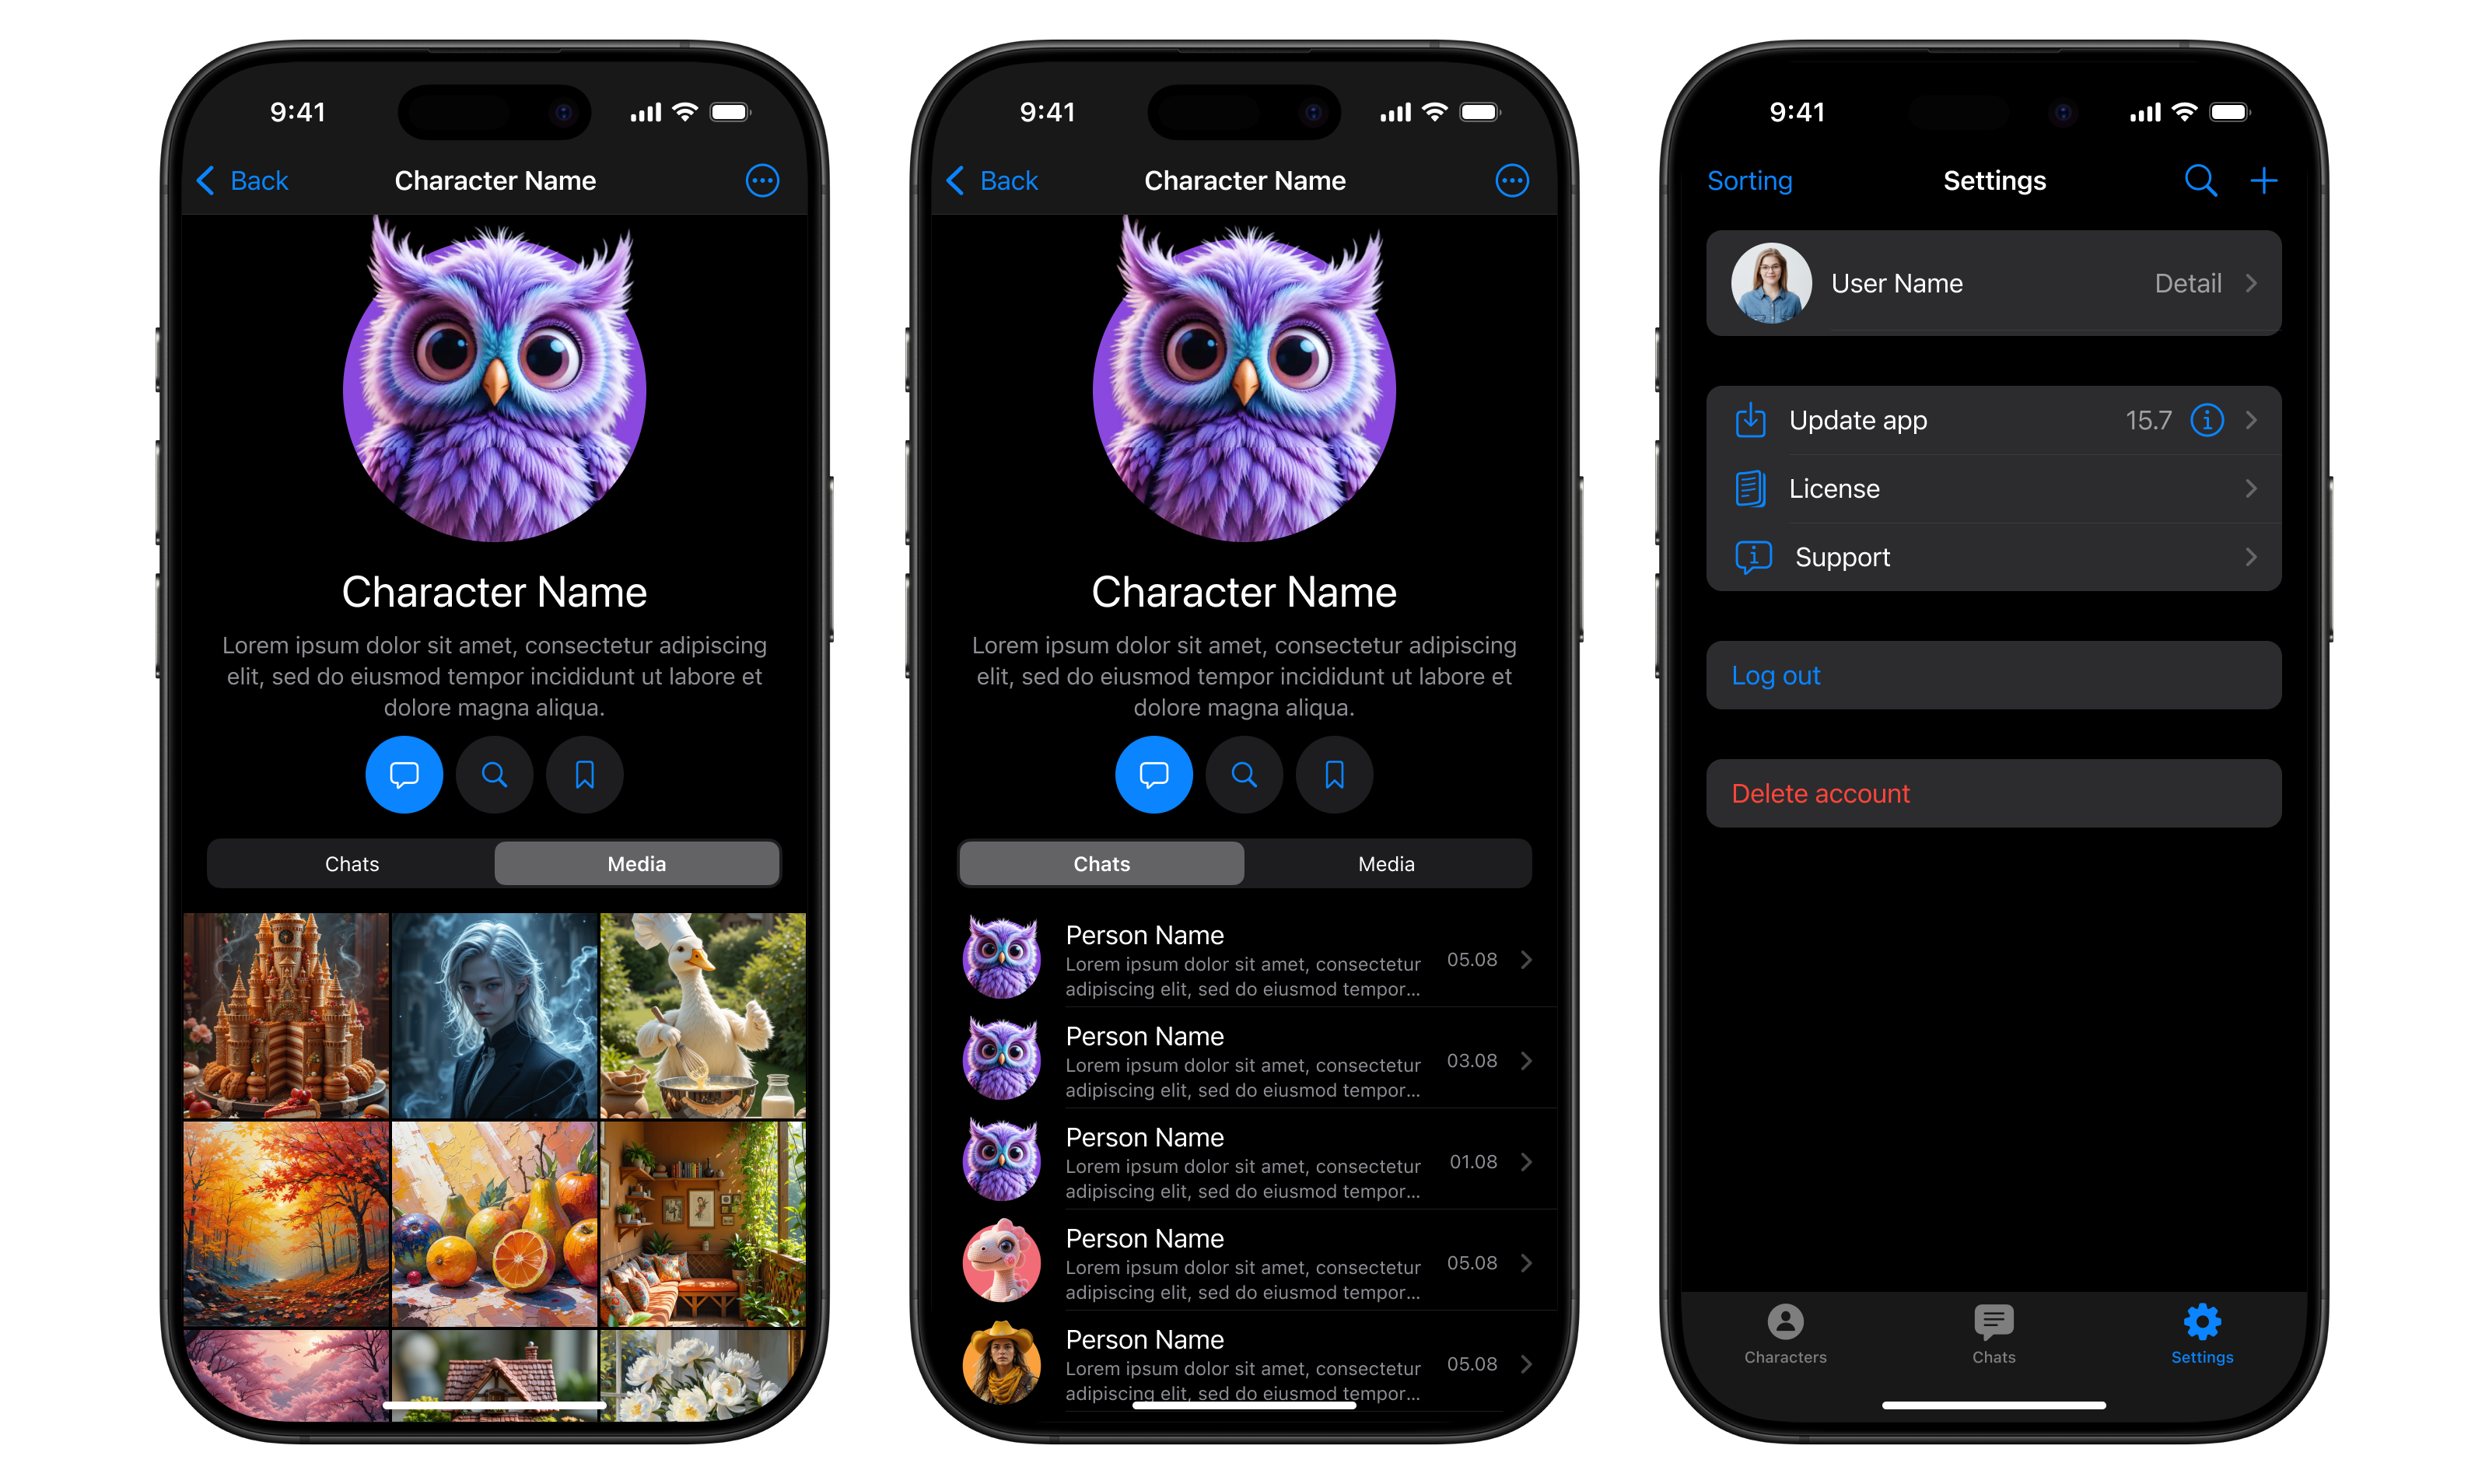 9:41
Back
Character Name
Character Name
Lorem ipsum dolor sit amet, consectetur adipiscing
elit, sed do eiusmod tempor incididunt ut labore et
dolore magna aliqua.
Chats
Media
9:41
Back
Character Name
Character Name
Lorem ipsum dolor sit amet, consectetur adipiscing
elit, sed do eiusmod tempor incididunt ut labore et
dolore magna aliqua.
Chats
Media
Person Name
Lorem ipsum dolor sit amet, consectetur
adipiscing elit, sed do eiusmod tempor...
05.08
Person Name
Lorem ipsum dolor sit amet, consectetur
adipiscing elit, sed do eiusmod tempor...
03.08
Person Name
Lorem ipsum dolor sit amet, consectetur
adipiscing elit, sed do eiusmod tempor...
01.08
Person Name
Lorem ipsum dolor sit amet, consectetur
adipiscing elit, sed do eiusmod tempor...
05.08
Person Name
Lorem ipsum dolor sit amet, consectetur
adipiscing elit, sed do eiusmod tempor...
05.08
9:41
Sorting
Settings
User Name
Detail
Update app
15.7
License
Support
Log out
Delete account
Characters
Chats
Settings